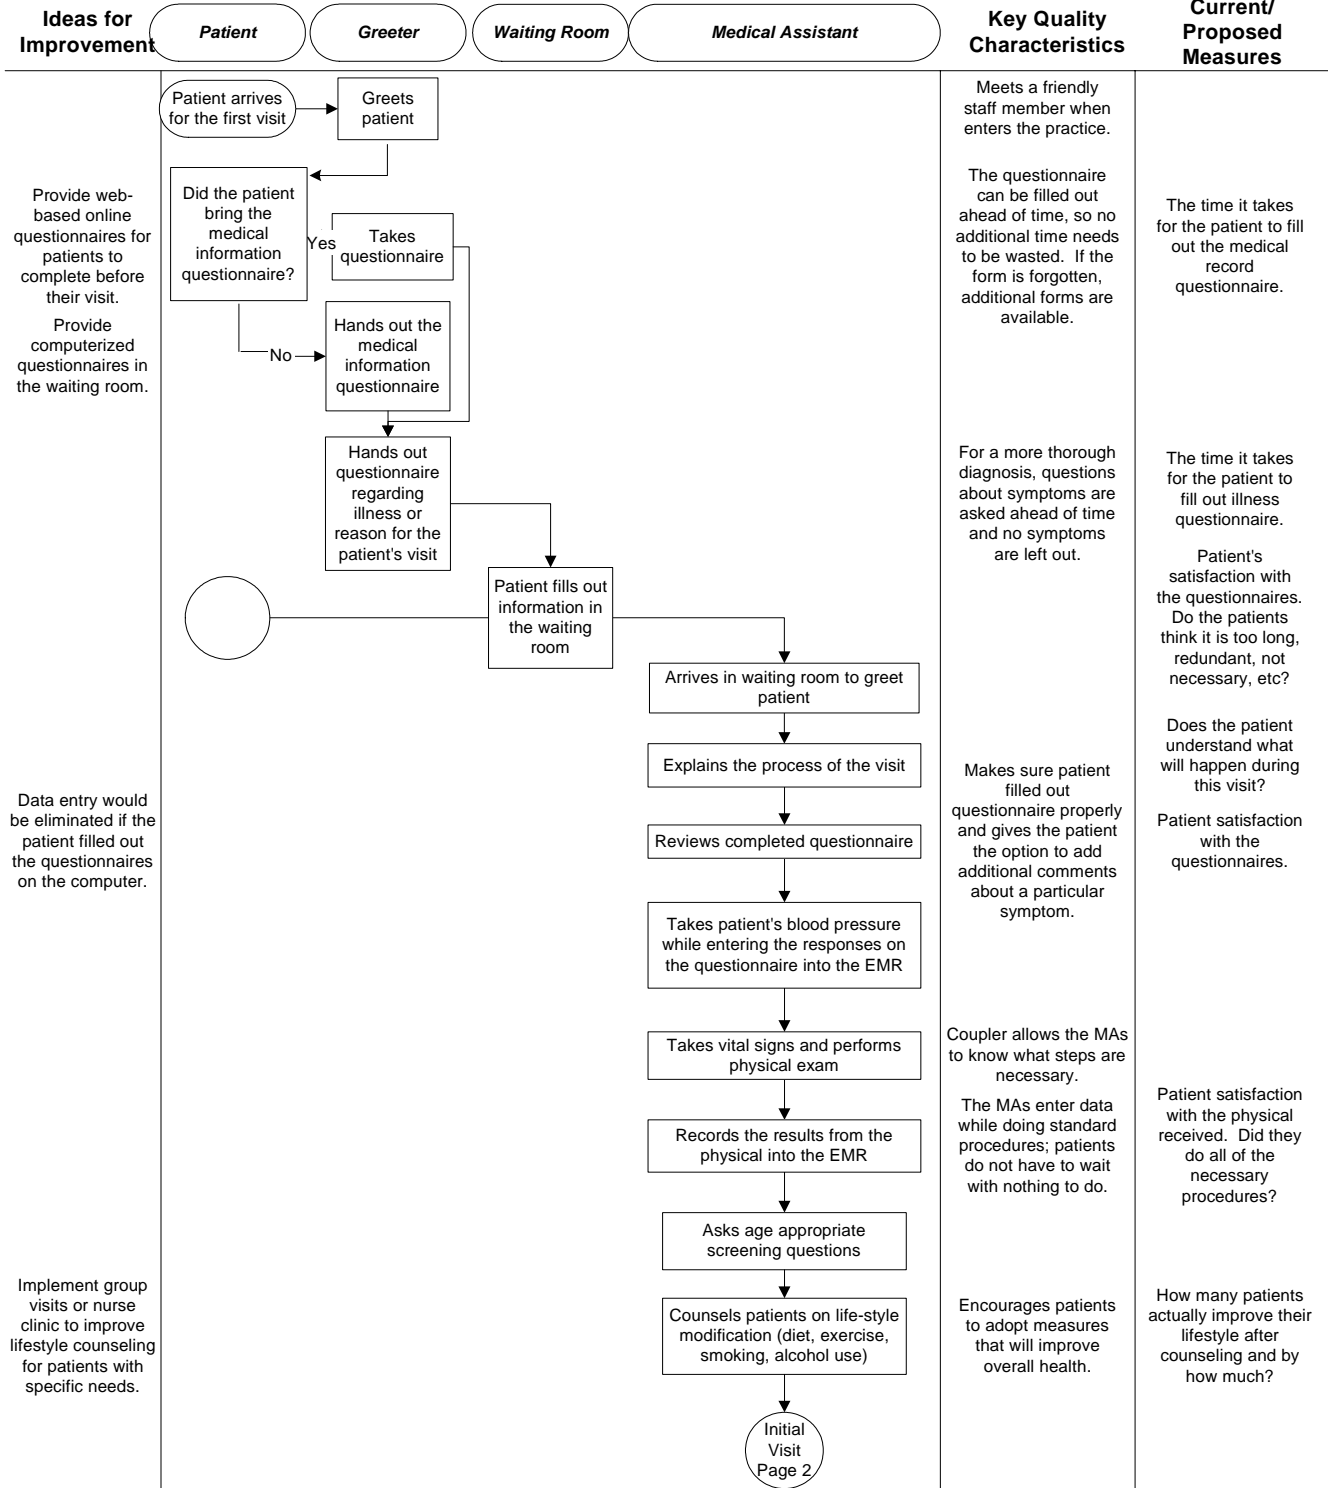 Ideas for
Improvement
Patient
Greeter
Waiting Room
Medical Assistant
Key Quality
Characteristics
Current/
Proposed
Measures
Patient arrives
for the first visit
Greets
patient
Meets a friendly
staff member when
enters the practice.
Provide web-
based online
questionnaires for
patients to
complete before
their visit.
Provide
computerized
questionnaires in
the waiting room.
Did the patient
bring the
medical
information
questionnaire?
Yes
Takes
questionnaire
No
Hands out the
medical
information
questionnaire
The questionnaire
can be filled out
ahead of time, so no
additional time needs
to be wasted. If the
form is forgotten,
additional forms are
available.
The time it takes
for the patient to fill
out the medical
record
questionnaire.
Hands out
questionnaire
regarding
illness or
reason for the
patient's visit
For a more thorough
diagnosis, questions
about symptoms are
asked ahead of time
and no symptoms
are left out.
The time it takes
for the patient to
fill out illness
questionnaire.
Patient fills out
information in
the waiting
room
Patient's
satisfaction with
the questionnaires.
Do the patients
think it is too long,
redundant, not
necessary, etc?
Arrives in waiting room to greet
patient
Explains the process of the visit
Does the patient
understand what
will happen during
this visit?
Data entry would
be eliminated if the
patient filled out
the questionnaires
on the computer.
Reviews completed questionnaire
Makes sure patient
filled out
questionnaire properly
and gives the patient
the option to add
additional comments
about a particular
symptom.
Patient satisfaction
with the
questionnaires.
Takes patient's blood pressure
while entering the responses on
the questionnaire into the EMR
Takes vital signs and performs
physical exam
Coupler allows the MAs
to know what steps are
necessary.
Records the results from the
physical into the EMR
The MAs enter data
while doing standard
procedures; patients
do not have to wait
with nothing to do.
Patient satisfaction
with the physical
received. Did they
do all of the
necessary
procedures?
Asks age appropriate
screening questions
Implement group
visits or nurse
clinic to improve
lifestyle counseling
for patients with
specific needs.
Counsels patients on life-style
modification (diet, exercise,
smoking, alcohol use)
Encourages patients
to adopt measures
that will improve
overall health.
How many patients
actually improve their
lifestyle after
counseling and by
how much?
Initial
Visit
Page 2